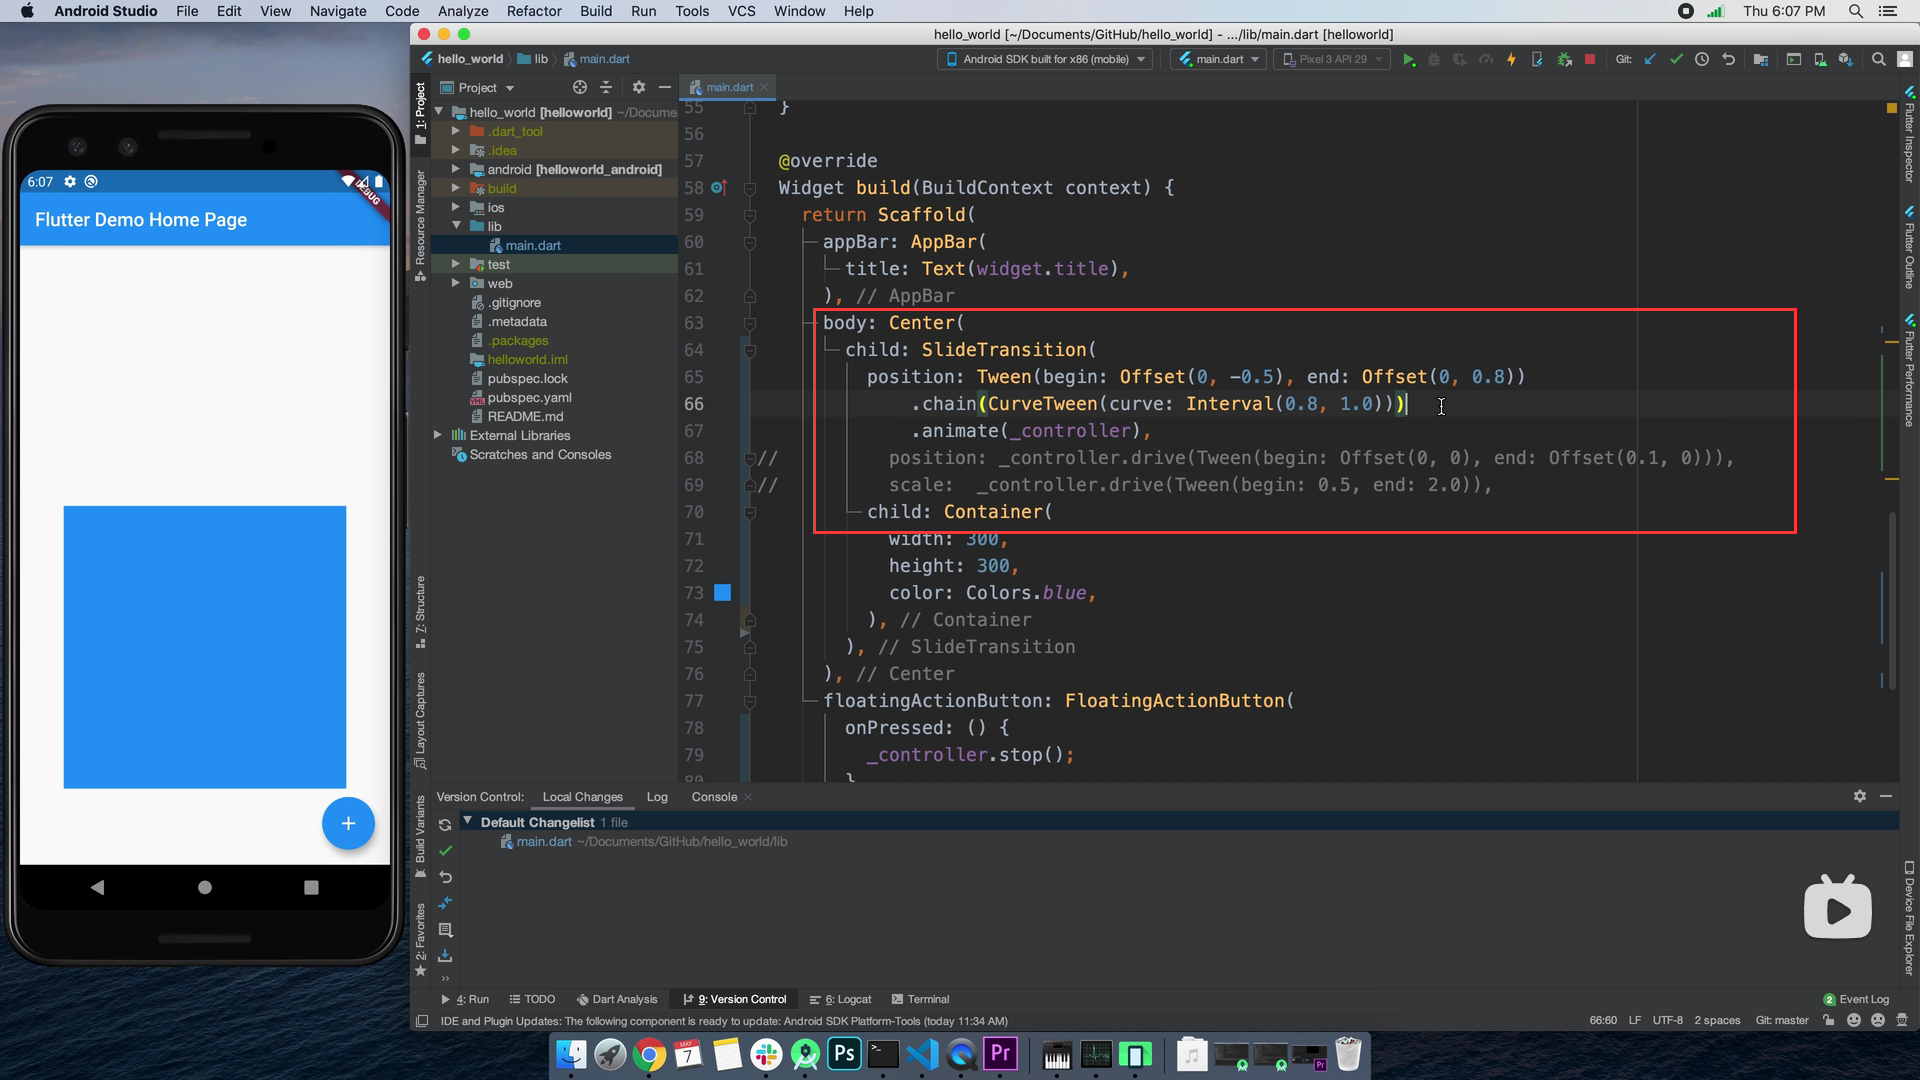 Android Studio File Edit View Navigate Code Analyze Refactor Build Run Tools VCS Window Help
Thu 6:07 PM
hello_world [~/Documents/GitHub/hello_world] - .../lib/main.dart [helloworld]
hello_world lib main.dart
Android SDK built for x86 (mobile) main.dart Pixel 3 API 29 Git:
1: Project
Resource Manager
7: Structure
Layout Captures
Build Variants
2: Favorites
Project
hello_world [helloworld] ~/Docume
.dart_tool
.idea
android [helloworld_android]
build
ios
lib
main.dart
test
web
.gitignore
.metadata
.packages
helloworld.iml
pubspec.lock
pubspec.yaml
README.md
External Libraries
Scratches and Consoles
main.dart
55 }
56
57 @override
58 Widget build(BuildContext context) {
59 return Scaffold(
60 appBar: AppBar(
61 title: Text(widget.title),
62 ), // AppBar
63 body: Center(
64 child: SlideTransition(
65 position: Tween(begin: Offset(0, -0.5), end: Offset(0, 0.8))
66 .chain(CurveTween(curve: Interval(0.8, 1.0)))
67 .animate(_controller),
68 // position: _controller.drive(Tween(begin: Offset(0, 0), end: Offset(0.1, 0))),
69 // scale: _controller.drive(Tween(begin: 0.5, end: 2.0)),
70 child: Container(
71 width: 300,
72 height: 300,
73 color: Colors.blue,
74 ), // Container
75 ), // SlideTransition
76 ), // Center
77 floatingActionButton: FloatingActionButton(
78 onPressed: () {
79 _controller.stop();
80 }
Flutter Inspector
Flutter Outline
Flutter Performance
Device File Explorer
6:07
DEBUG
Flutter Demo Home Page
+
Version Control: Local Changes Log Console
Default Changelist 1 file
main.dart ~/Documents/GitHub/hello_world/lib
4: Run TODO Dart Analysis 9: Version Control 6: Logcat Terminal
2 Event Log
IDE and Plugin Updates: The following component is ready to update: Android SDK Platform-Tools (today 11:34 AM)
66:60 LF UTF-8 2 spaces Git: master
MAY
7
Ps
Pr
Pr